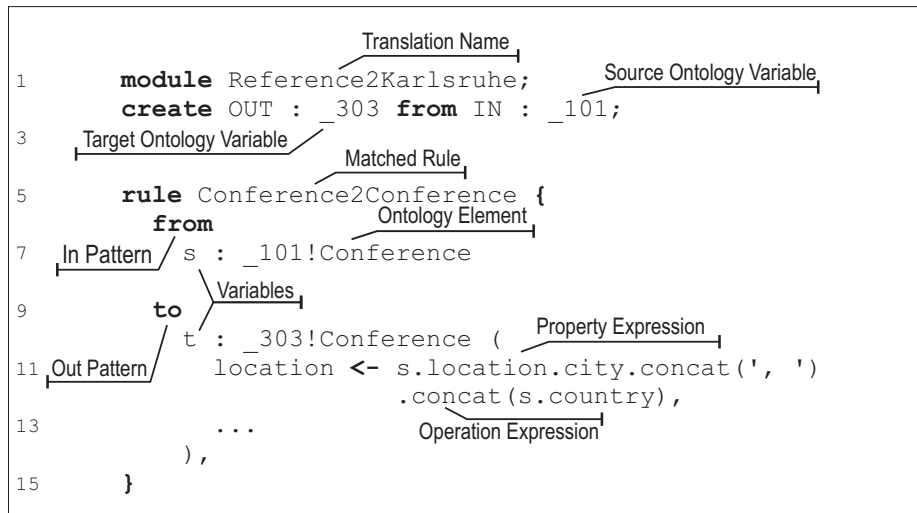 Translation Name
1 module Reference2Karlsruhe;
Source Ontology Variable
create OUT : _303 from IN : _101;
3
Target Ontology Variable
Matched Rule
5 rule Conference2Conference {
from
Ontology Element
7 In Pattern s : _101!Conference
Variables
9 to
t : _303!Conference (
Property Expression
11 Out Pattern location <- s.location.city.concat(', ')
.concat(s.country),
13 ...
Operation Expression
),
15 }